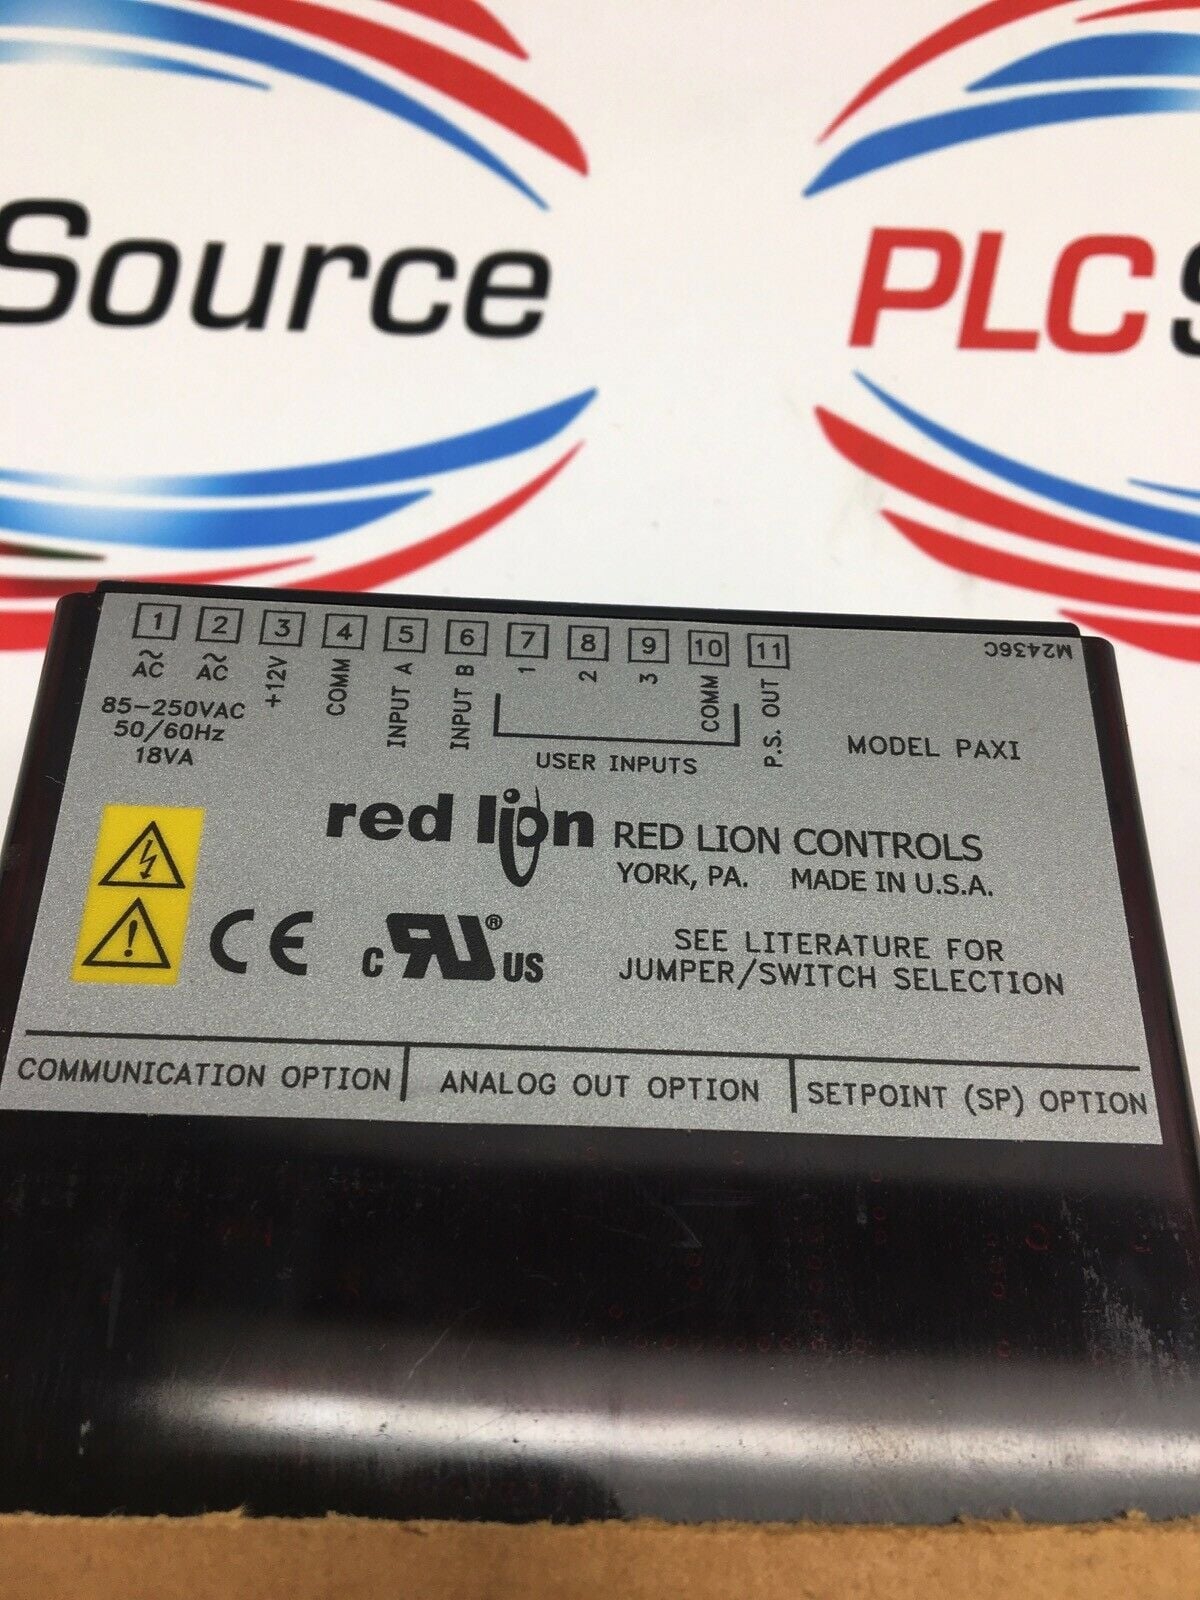 Source
PLC
1 2 3 4 5 6 7 8 9 10 11
AC AC +12V COMM INPUT A INPUT B 1 2 3 COMM P.S. OUT
M2436C
85-250VAC
50/60Hz
18VA
USER INPUTS
MODEL PAXI
red lion RED LION CONTROLS
YORK, PA. MADE IN U.S.A.
CE
c RU® US
SEE LITERATURE FOR
JUMPER/SWITCH SELECTION
COMMUNICATION OPTION ANALOG OUT OPTION SETPOINT (SP) OPTION